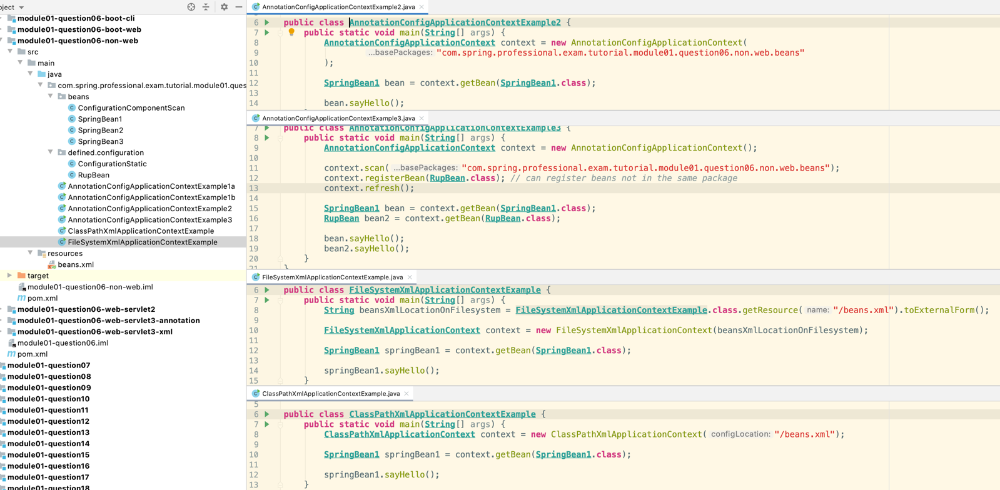 oject
module01-question06-boot-cli
module01-question06-boot-web
module01-question06-non-web
src
main
java
com.spring.professional.exam.tutorial.module01.ques
beans
ConfigurationComponentScan
SpringBean1
SpringBean2
SpringBean3
defined.configuration
ConfigurationStatic
RupBean
AnnotationConfigApplicationContextExample1a
AnnotationConfigApplicationContextExample1b
AnnotationConfigApplicationContextExample2
AnnotationConfigApplicationContextExample3
ClassPathXmlApplicationContextExample
FileSystemXmlApplicationContextExample
resources
beans.xml
target
module01-question06-non-web.iml
pom.xml
module01-question06-web-servlet2
module01-question06-web-servlet3-annotation
module01-question06-web-servlet3-xml
module01-question06.iml
pom.xml
module01-question07
module01-question08
module01-question09
module01-question10
module01-question11
module01-question12
module01-question13
module01-question14
module01-question15
module01-question16
module01-question17
module01-question18
AnnotationConfigApplicationContextExample2.java
6 public class AnnotationConfigApplicationContextExample2 {
7 public static void main(String[] args) {
8 AnnotationConfigApplicationContext context = new AnnotationConfigApplicationContext(
9 ...basePackages: "com.spring.professional.exam.tutorial.module01.question06.non.web.beans"
10 );
11
12 SpringBean1 bean = context.getBean(SpringBean1.class);
13
14 bean.sayHello();
AnnotationConfigApplicationContextExample3.java
7 public class AnnotationConfigApplicationContextExample3 {
8 public static void main(String[] args) {
9 AnnotationConfigApplicationContext context = new AnnotationConfigApplicationContext();
10
11 context.scan( ...basePackages: "com.spring.professional.exam.tutorial.module01.question06.non.web.beans");
12 context.registerBean(RupBean.class); // can register beans not in the same package
13 context.refresh();
14
15 SpringBean1 bean = context.getBean(SpringBean1.class);
16 RupBean bean2 = context.getBean(RupBean.class);
17
18 bean.sayHello();
19 bean2.sayHello();
20 }
21 }
FileSystemXmlApplicationContextExample.java
6 public class FileSystemXmlApplicationContextExample {
7 public static void main(String[] args) {
8 String beansXmlLocationOnFilesystem = FileSystemXmlApplicationContextExample.class.getResource( name: "/beans.xml").toExternalForm();
9
10 FileSystemXmlApplicationContext context = new FileSystemXmlApplicationContext(beansXmlLocationOnFilesystem);
11
12 SpringBean1 springBean1 = context.getBean(SpringBean1.class);
13
14 springBean1.sayHello();
15 }
ClassPathXmlApplicationContextExample.java
5
6 public class ClassPathXmlApplicationContextExample {
7 public static void main(String[] args) {
8 ClassPathXmlApplicationContext context = new ClassPathXmlApplicationContext( configLocation: "/beans.xml");
9
10 SpringBean1 springBean1 = context.getBean(SpringBean1.class);
11
12 springBean1.sayHello();
13 }